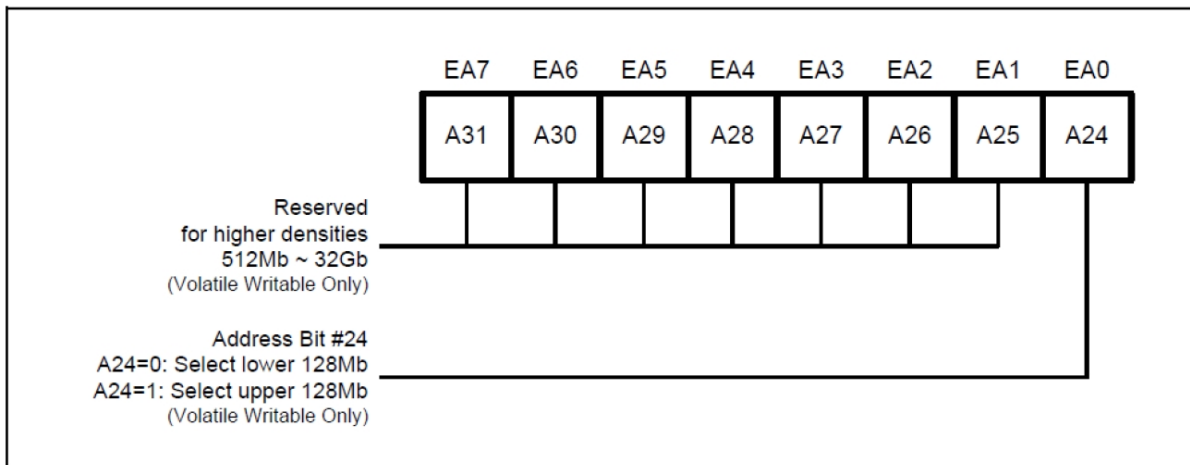 EA7 EA6 EA5 EA4 EA3 EA2 EA1 EA0
A31 A30 A29 A28 A27 A26 A25 A24
Reserved
for higher densities
512Mb ~ 32Gb
(Volatile Writable Only)
Address Bit #24
A24=0: Select lower 128Mb
A24=1: Select upper 128Mb
(Volatile Writable Only)